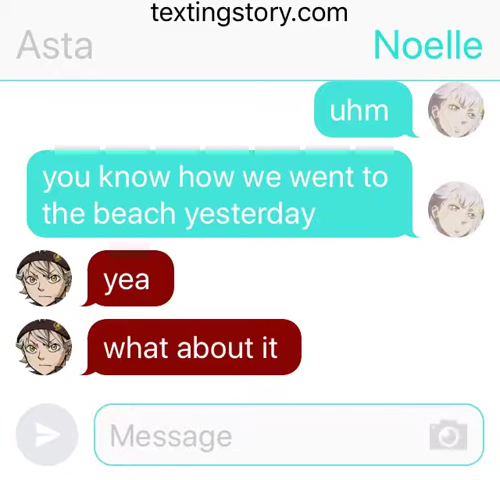 textingstory.com
Asta
Noelle
uhm
you know how we went to
the beach yesterday
yea
what about it
Message